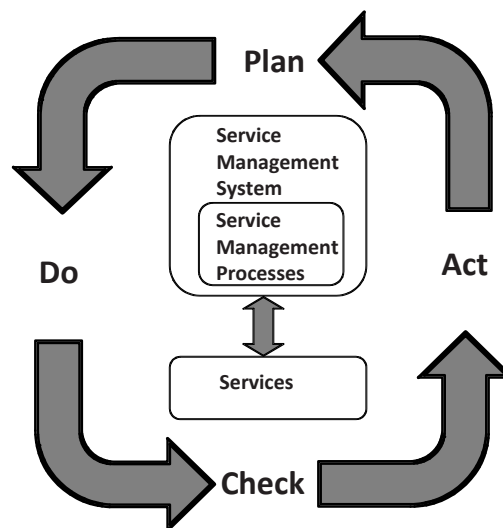 Plan
Service
Management
System
Service
Management
Processes
Do
Act
Services
Check